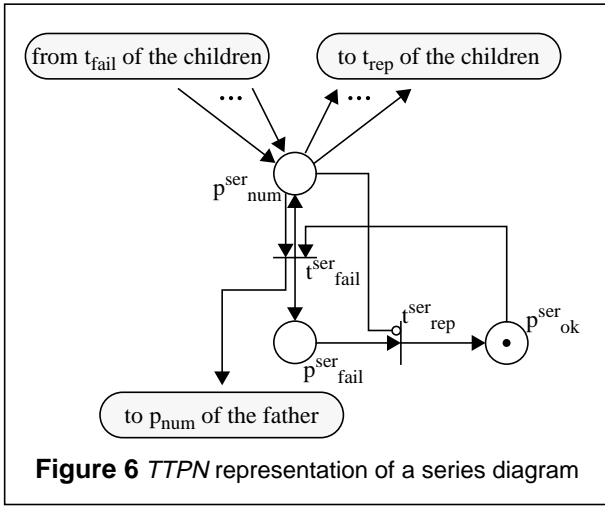 from t_fail of the children
to t_rep of the children
...
...
p^ser_num
t^ser_fail
t^ser_rep
p^ser_ok
p^ser_fail
to p_num of the father
Figure 6 TTPN representation of a series diagram